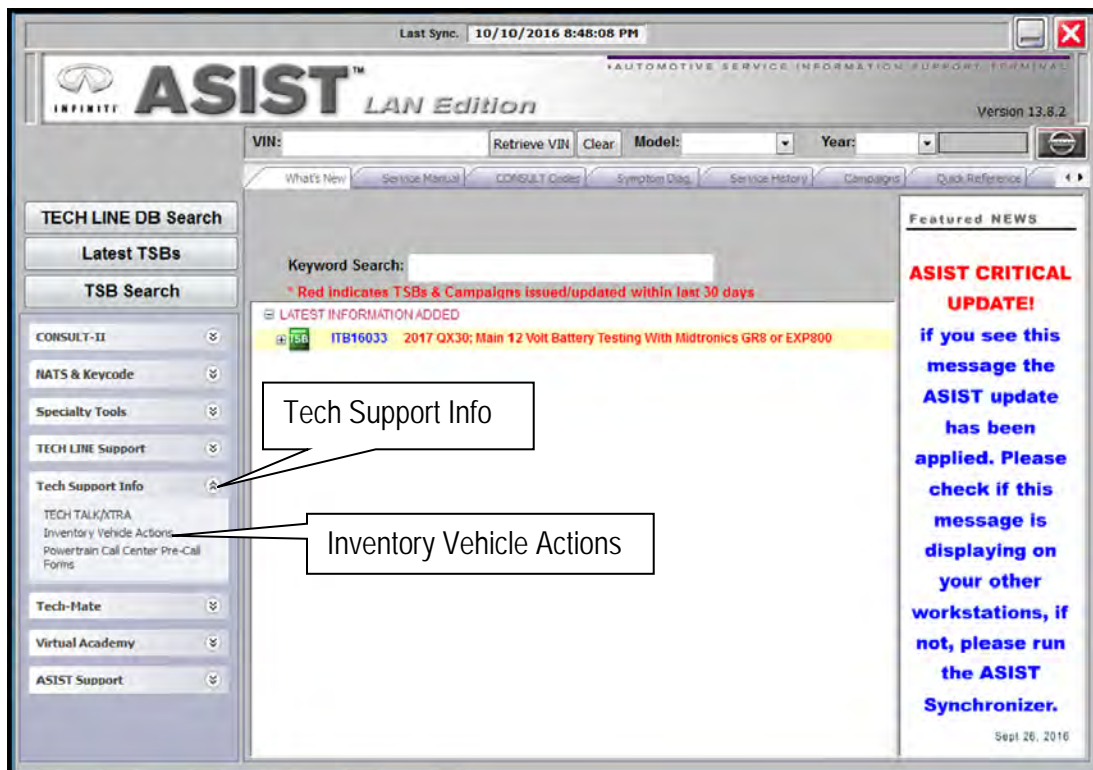 Last Sync. 10/10/2016 8:48:08 PM
INFINITI ASIST™ LAN Edition
•AUTOMOTIVE SERVICE INFORMATION SUPPORT TERMINAL
Version 13.8.2
VIN: Retrieve VIN Clear Model: Year:
What's New Service Manual CONSULT Codes Symptom Diag. Service History Campaigns Quick Reference
TECH LINE DB Search
Latest TSBs
TSB Search
CONSULT-II
NATS & Keycode
Specialty Tools
TECH LINE Support
Tech Support Info
TECH TALK/XTRA
Inventory Vehicle Actions
Powertrain Call Center Pre-Call
Forms
Tech-Mate
Virtual Academy
ASIST Support
Keyword Search:
* Red indicates TSBs & Campaigns issued/updated within last 30 days
LATEST INFORMATION ADDED
TSB ITB16033 2017 QX30; Main 12 Volt Battery Testing With Midtronics GR8 or EXP800
Tech Support Info
Inventory Vehicle Actions
Featured NEWS
ASIST CRITICAL
UPDATE!
if you see this
message the
ASIST update
has been
applied. Please
check if this
message is
displaying on
your other
workstations, if
not, please run
the ASIST
Synchronizer.
Sept 26, 2016